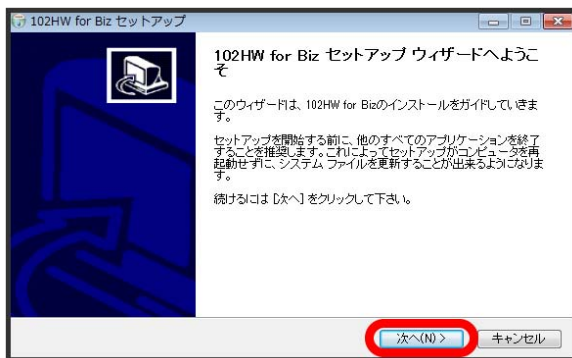 102HW for Biz セットアップ
102HW for Biz セットアップ ウィザードへようこ
そ
このウィザードは、102HW for Bizのインストールをガイドしていきま
す。
セットアップを開始する前に、他のすべてのアプリケーションを終了
することを推奨します。これによってセットアップがコンピュータを再
起動せずに、システム ファイルを更新することが出来るようになりま
す。
続けるには [次へ] をクリックして下さい。
次へ(N) >
キャンセル